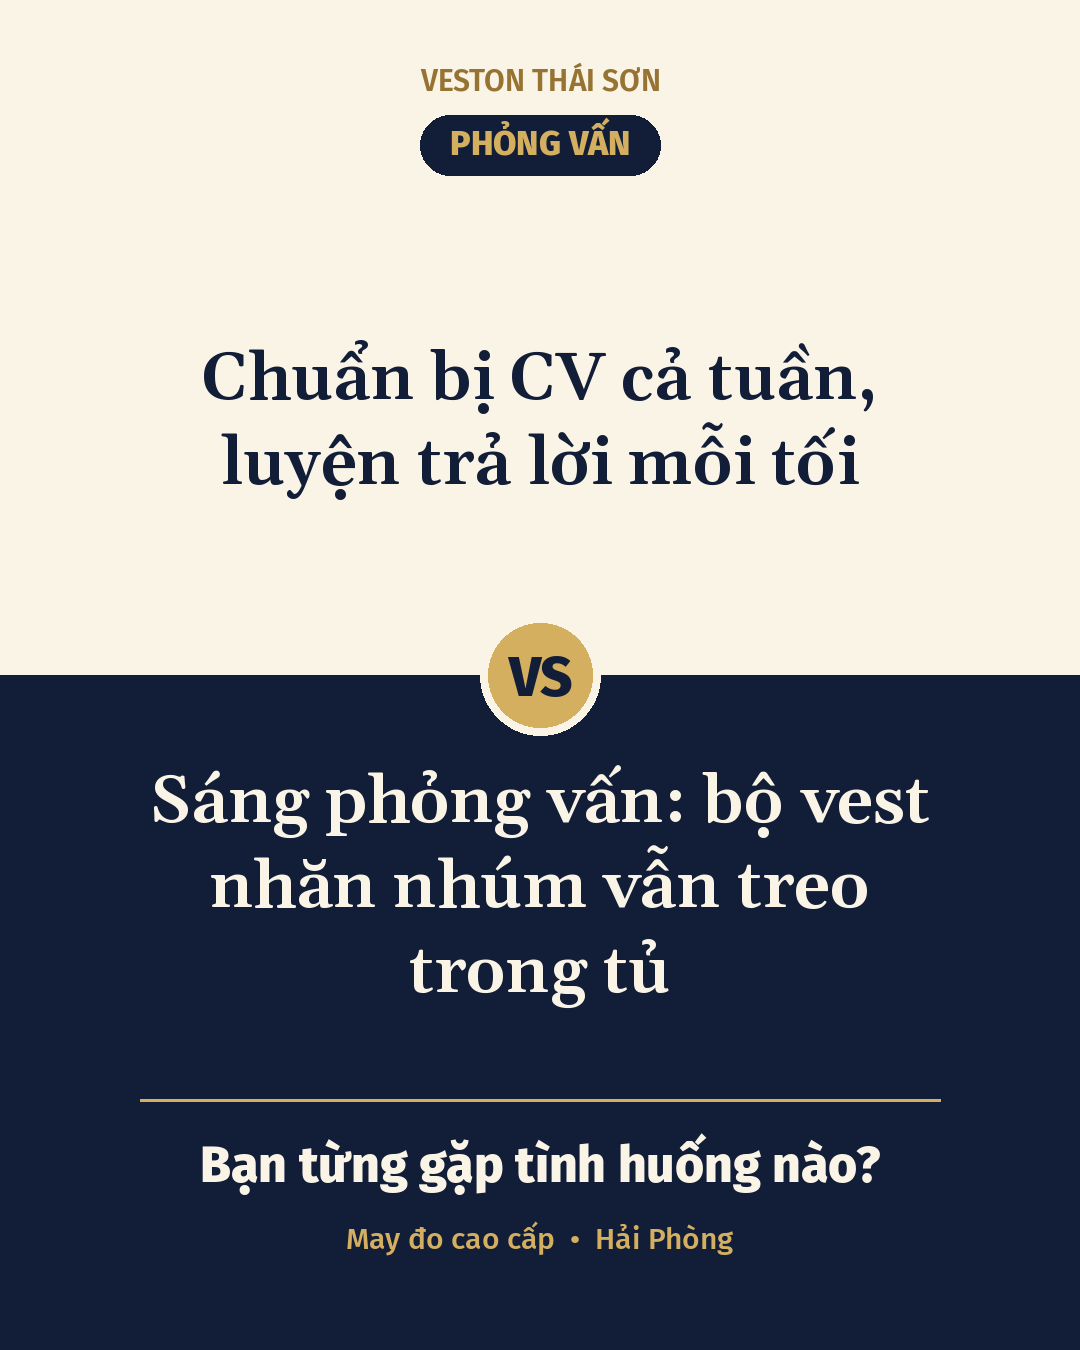 VESTON THÁI SƠN
PHỎNG VẤN
Chuẩn bị CV cả tuần,
luyện trả lời mỗi tối
VS
Sáng phỏng vấn: bộ vest
nhăn nhúm vẫn treo
trong tủ
Bạn từng gặp tình huống nào?
May đo cao cấp • Hải Phòng